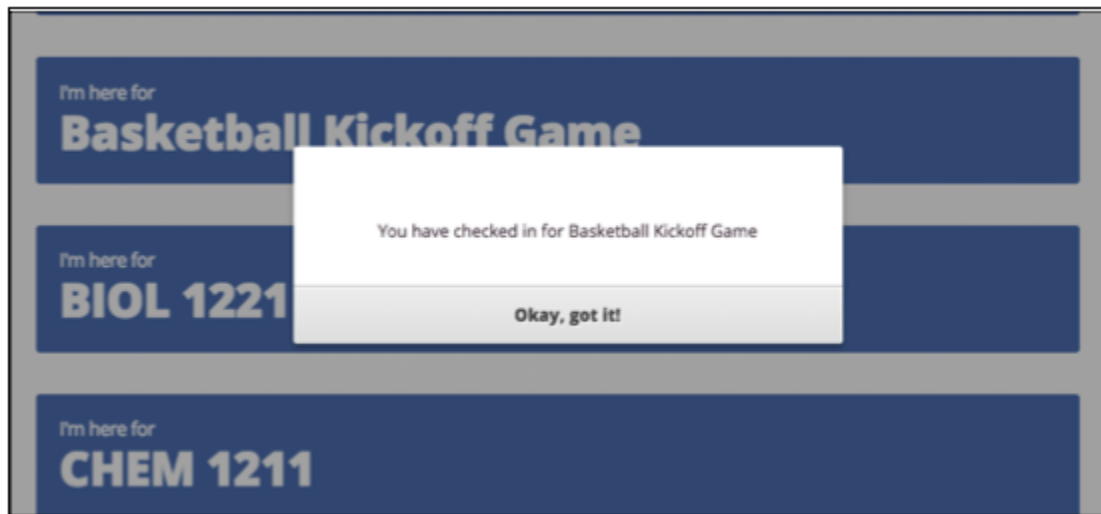 I'm here for
Basketball Kickoff Game
You have checked in for Basketball Kickoff Game
Okay, got it!
I'm here for
BIOL 1221
I'm here for
CHEM 1211